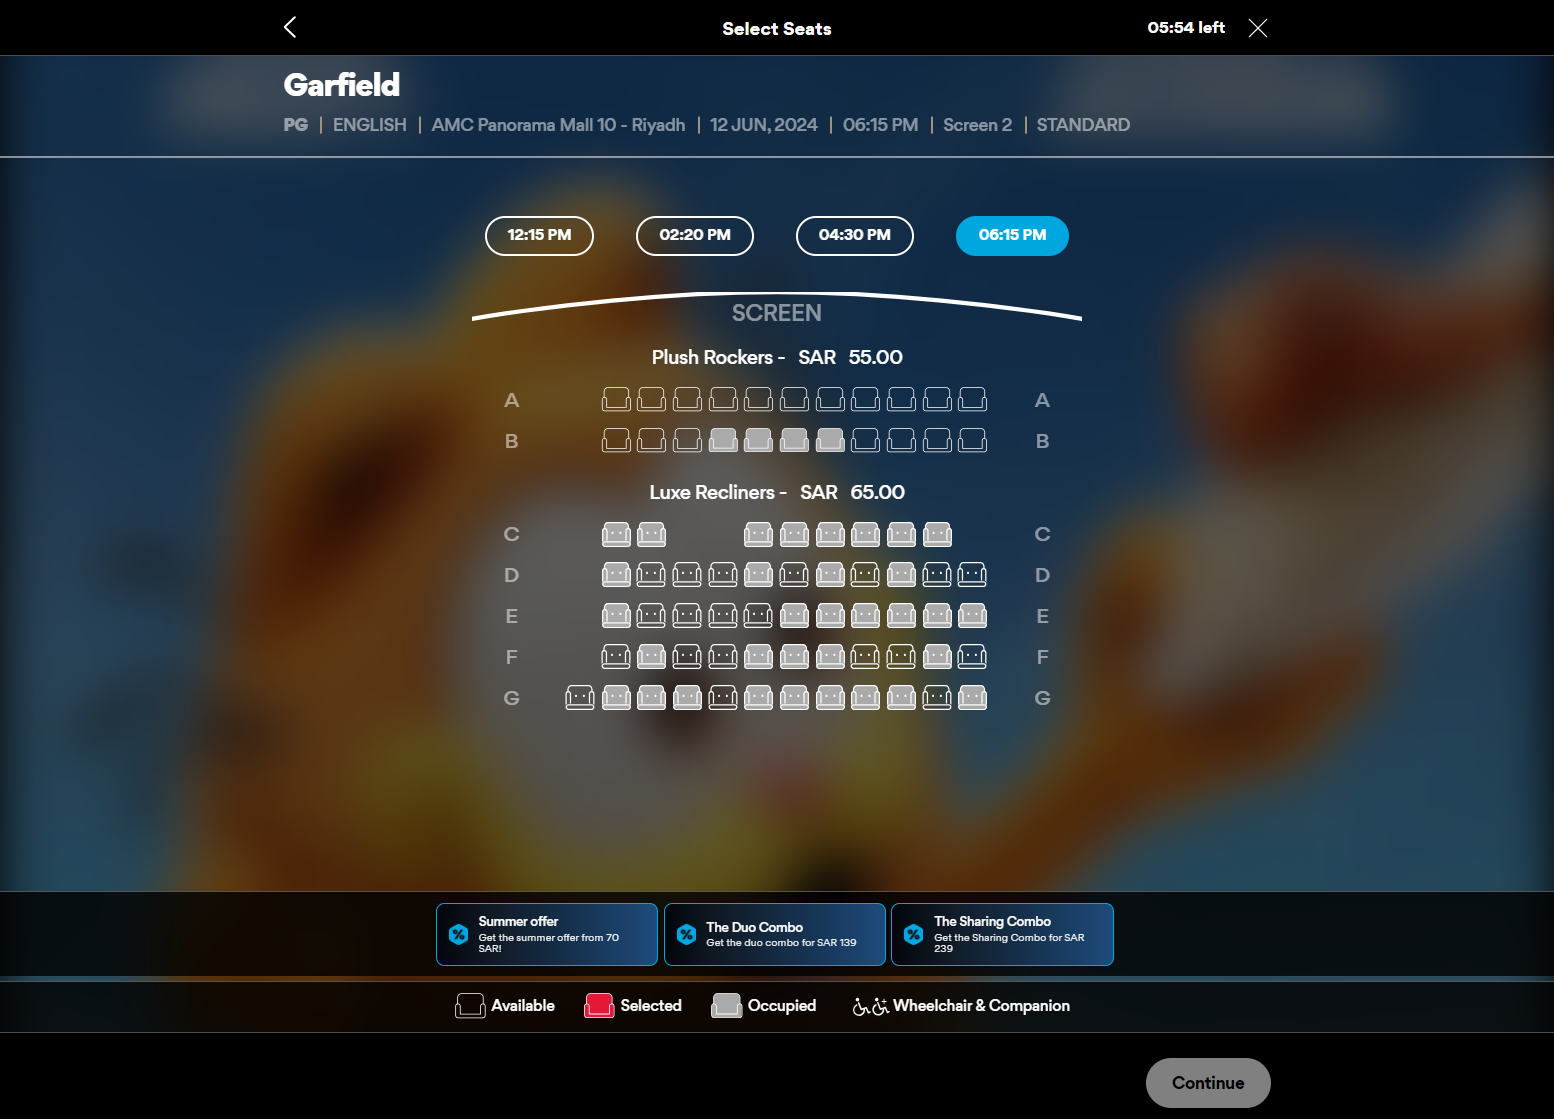 Select Seats
05:54 left
Garfield
PG | ENGLISH | AMC Panorama Mall 10 - Riyadh | 12 JUN, 2024 | 06:15 PM | Screen 2 | STANDARD
12:15 PM
02:20 PM
04:30 PM
06:15 PM
SCREEN
Plush Rockers - SAR 55.00
A A
B B
Luxe Recliners - SAR 65.00
C C
D D
E E
F F
G G
Summer offer
Get the summer offer from 70
SAR!
The Duo Combo
Get the duo combo for SAR 139
The Sharing Combo
Get the Sharing Combo for SAR
239
Available
Selected
Occupied
Wheelchair & Companion
Continue